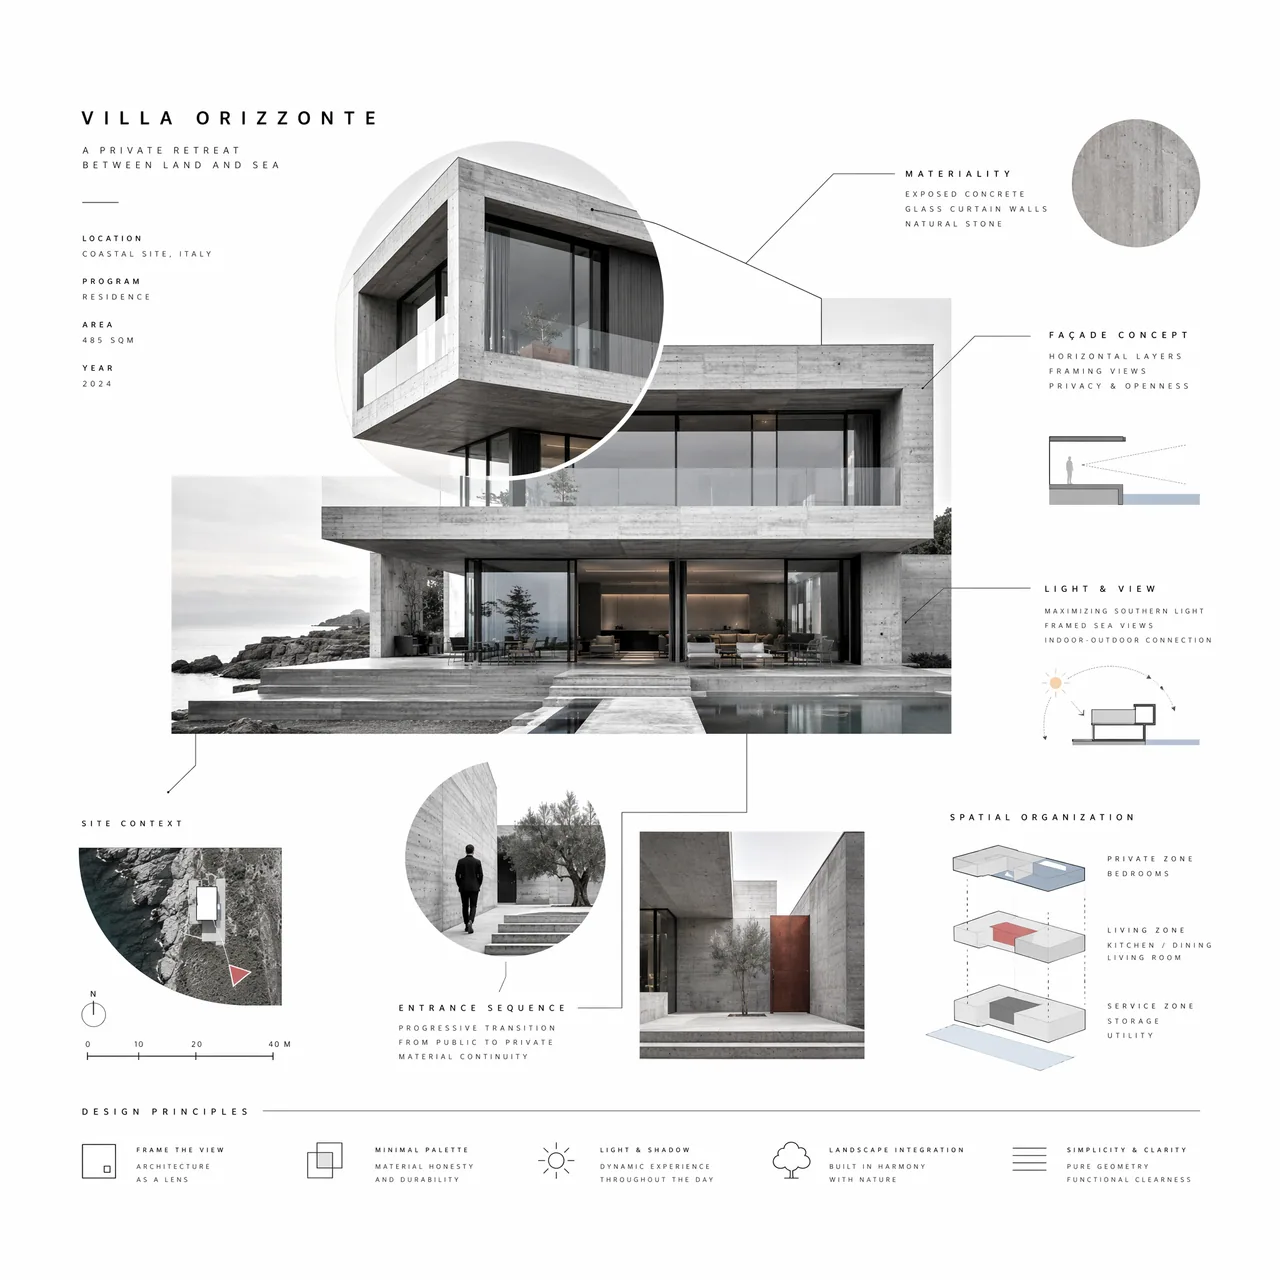 VILLA ORIZZONTE
A PRIVATE RETREAT
BETWEEN LAND AND SEA
LOCATION
COASTAL SITE, ITALY
PROGRAM
RESIDENCE
AREA
485 SQM
YEAR
2024
MATERIALITY
EXPOSED CONCRETE
GLASS CURTAIN WALLS
NATURAL STONE
FAÇADE CONCEPT
HORIZONTAL LAYERS
FRAMING VIEWS
PRIVACY & OPENNESS
LIGHT & VIEW
MAXIMIZING SOUTHERN LIGHT
FRAMED SEA VIEWS
INDOOR-OUTDOOR CONNECTION
SITE CONTEXT
N
0 10 20 40 M
ENTRANCE SEQUENCE
PROGRESSIVE TRANSITION
FROM PUBLIC TO PRIVATE
MATERIAL CONTINUITY
SPATIAL ORGANIZATION
PRIVATE ZONE
BEDROOMS
LIVING ZONE
KITCHEN / DINING
LIVING ROOM
SERVICE ZONE
STORAGE
UTILITY
DESIGN PRINCIPLES
FRAME THE VIEW
ARCHITECTURE
AS A LENS
MINIMAL PALETTE
MATERIAL HONESTY
AND DURABILITY
LIGHT & SHADOW
DYNAMIC EXPERIENCE
THROUGHOUT THE DAY
LANDSCAPE INTEGRATION
BUILT IN HARMONY
WITH NATURE
SIMPLICITY & CLARITY
PURE GEOMETRY
FUNCTIONAL CLEARNESS